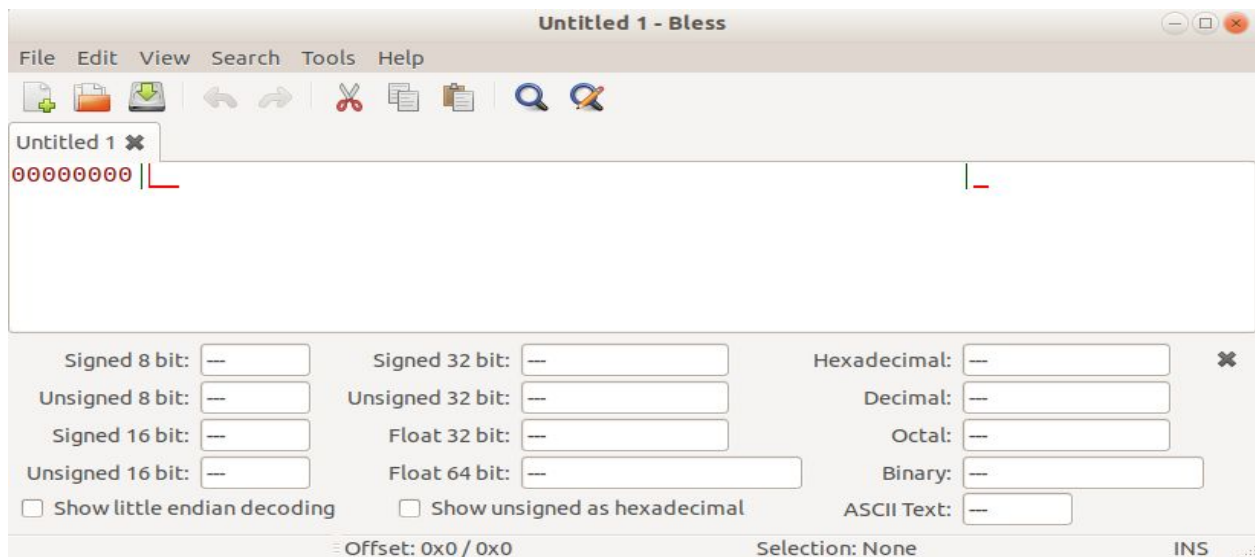 Untitled 1 - Bless
File Edit View Search Tools Help
Untitled 1
00000000
Signed 8 bit: --- Signed 32 bit: --- Hexadecimal: ---
Unsigned 8 bit: --- Unsigned 32 bit: --- Decimal: ---
Signed 16 bit: --- Float 32 bit: --- Octal: ---
Unsigned 16 bit: --- Float 64 bit: --- Binary: ---
Show little endian decoding Show unsigned as hexadecimal ASCII Text: ---
Offset: 0x0 / 0x0 Selection: None INS